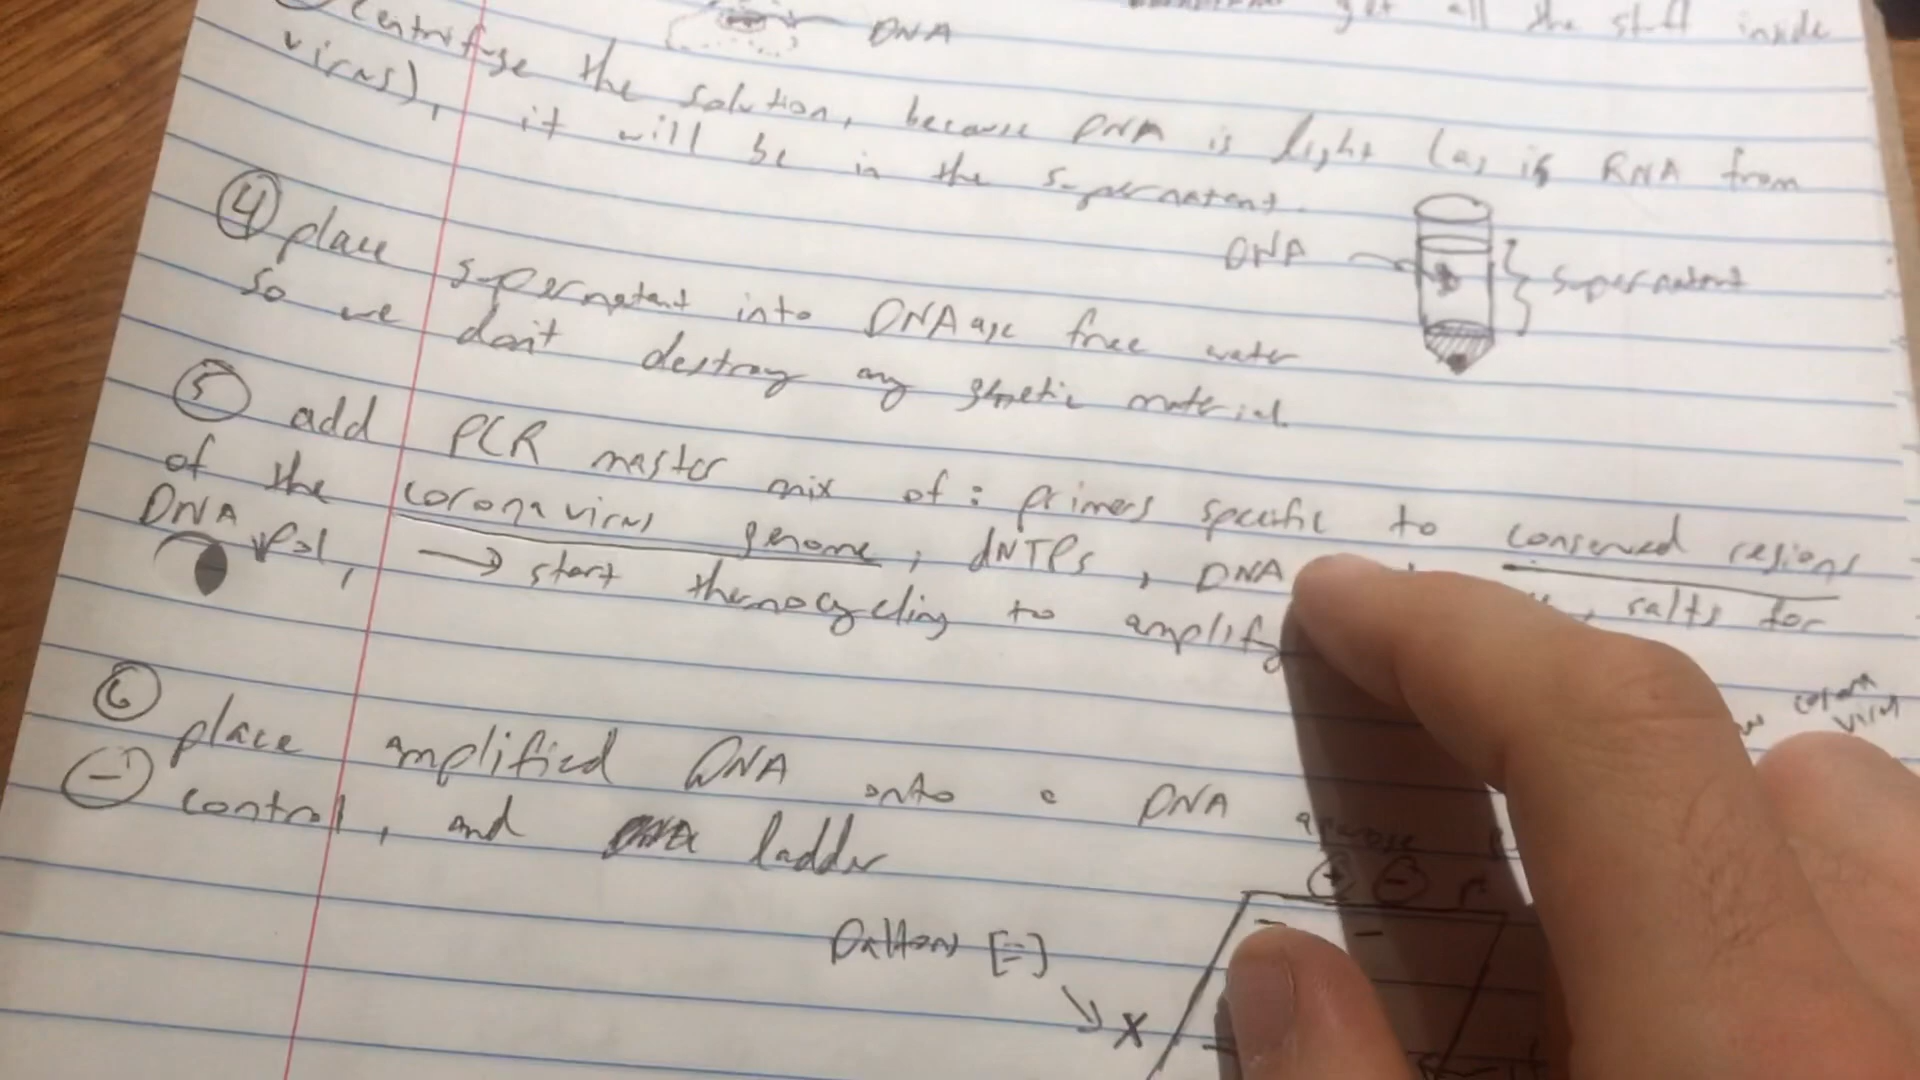 get all the stuff inside
DNA
Centrifuge the solution, because DNA is light (as is RNA from
virus), it will be in the supernatant.
④ place supernatant into DNAase free water
so we don't destroy any genetic material.
DNA
supernatant
⑤ add PCR master mix of: primers specific to conserved regions
of the coronavirus genome, dNTPs, DNA salts for
DNA Pol, → start thermocycling to amplify
corona
virus
⑥ place amplified DNA onto a DNA agarose
(-) control, and DNA ladder
+ - r
Daltons [=]
X